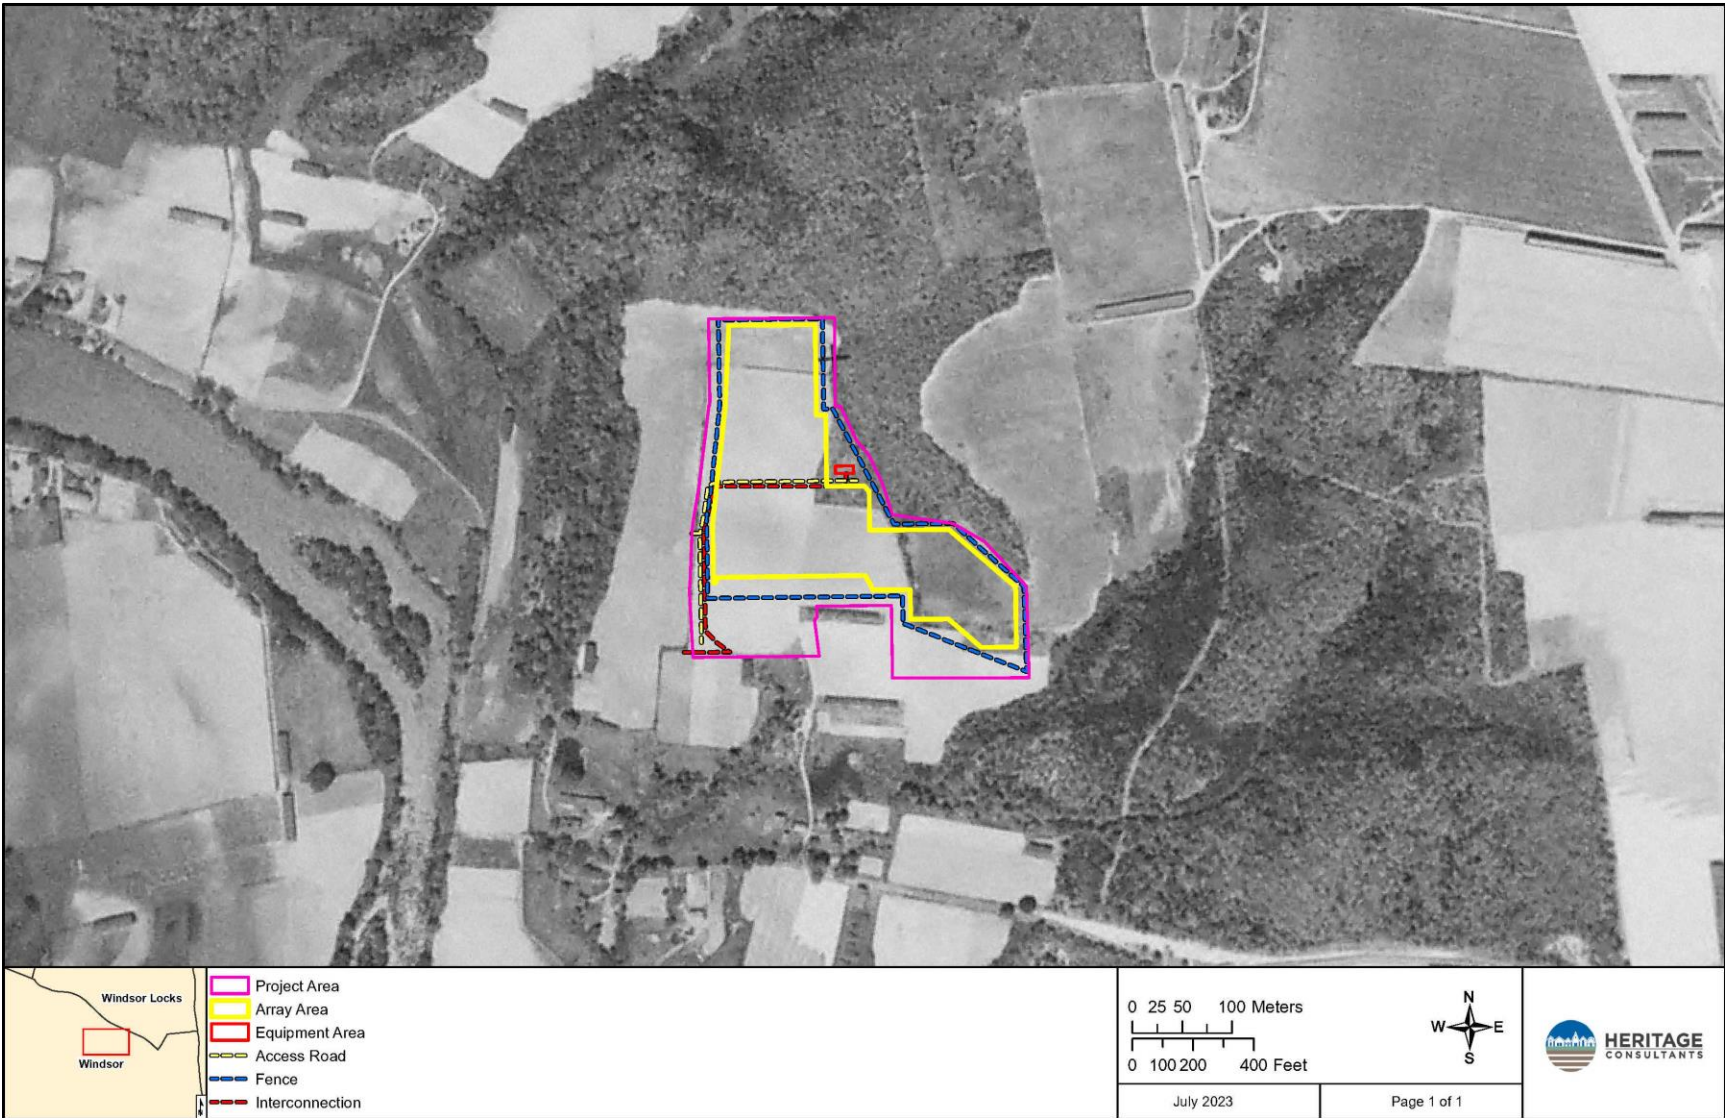 Windsor Locks
Windsor
Project Area
Array Area
Equipment Area
Access Road
Fence
Interconnection
0 25 50 100 Meters
0 100 200 400 Feet
N
W E
S
July 2023
Page 1 of 1
HERITAGE
CONSULTANTS